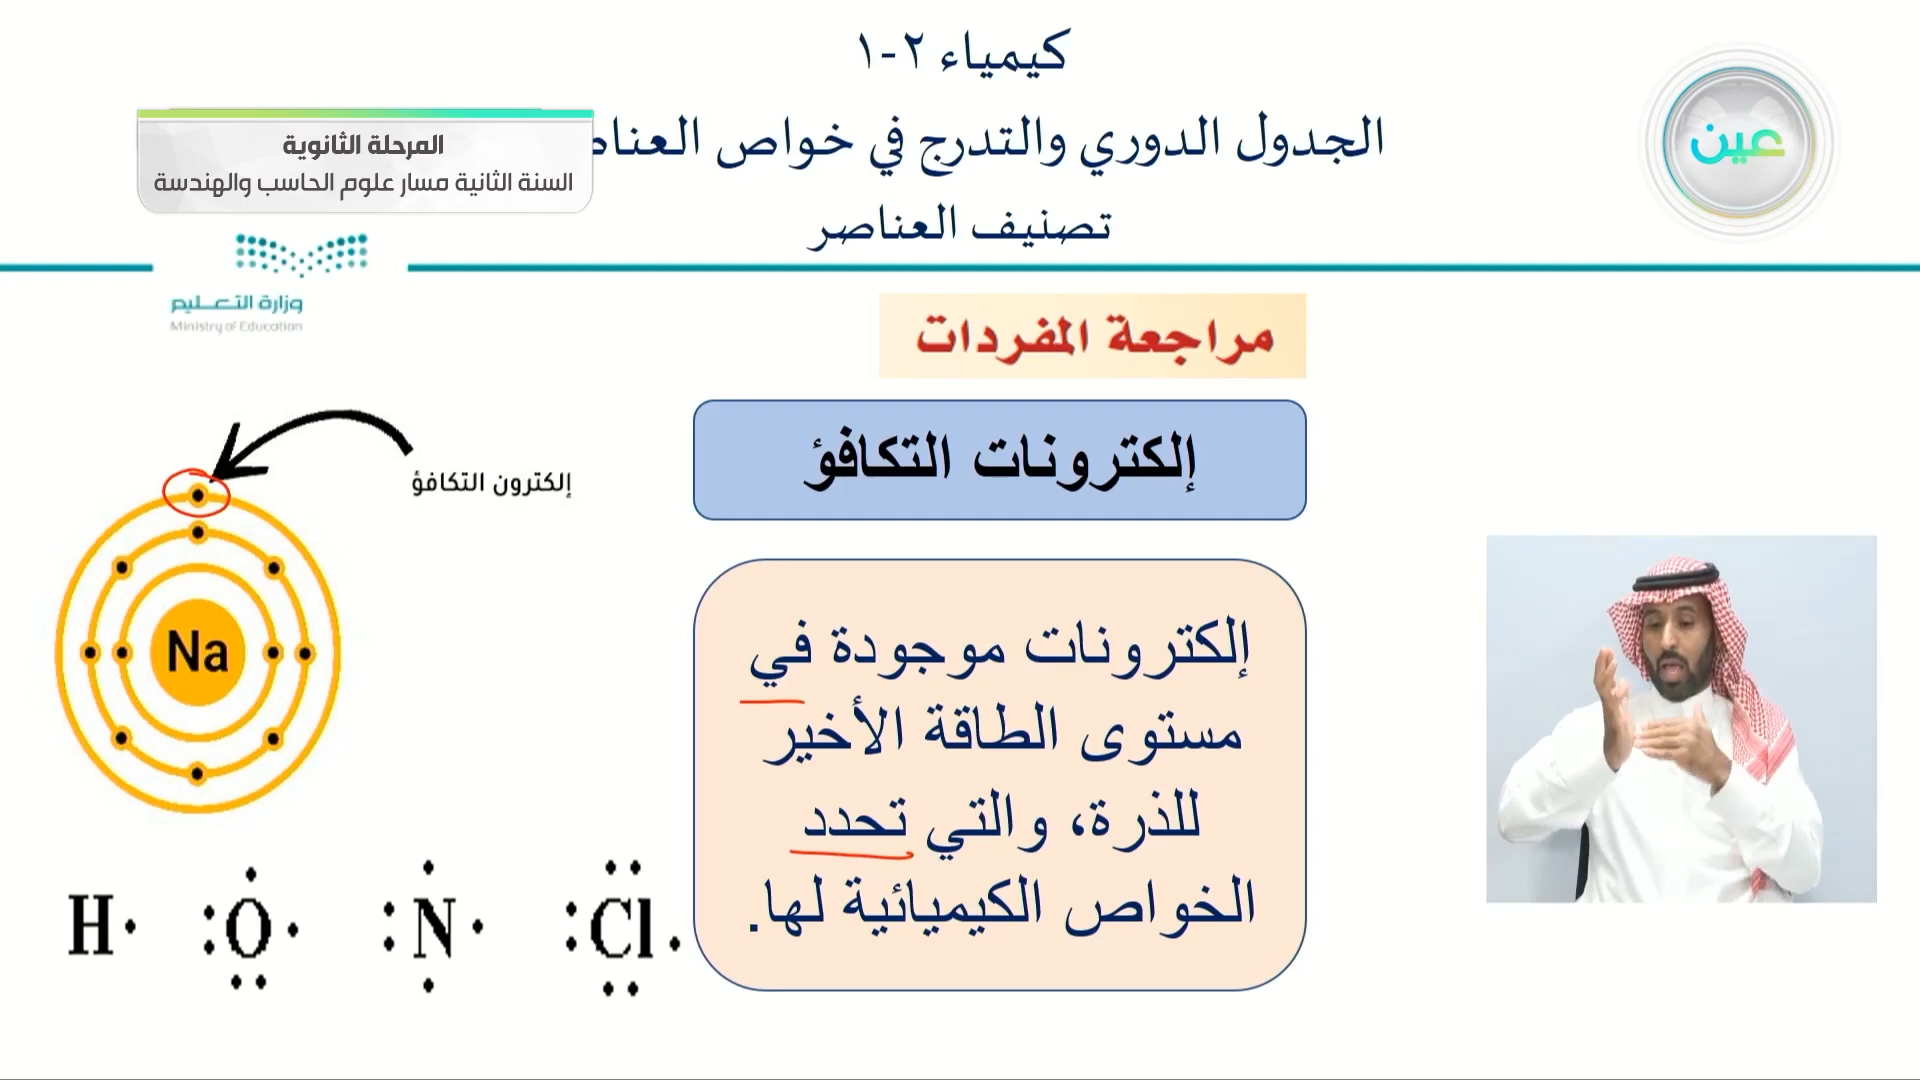 كيمياء ٢-١
الجدول الدوري والتدرج في خواص
تصنيف العناصر
المرحلة الثانوية
السنة الثانية مسار علوم الحاسب والهندسة
عين
وزارة التعليم
Ministry of Education
مراجعة المفردات
إلكترونات التكافؤ
إلكترونات موجودة في
مستوى الطاقة الأخير
للذرة، والتي تحدد
الخواص الكيميائية لها.
إلكترون التكافؤ
Na
H O N Cl